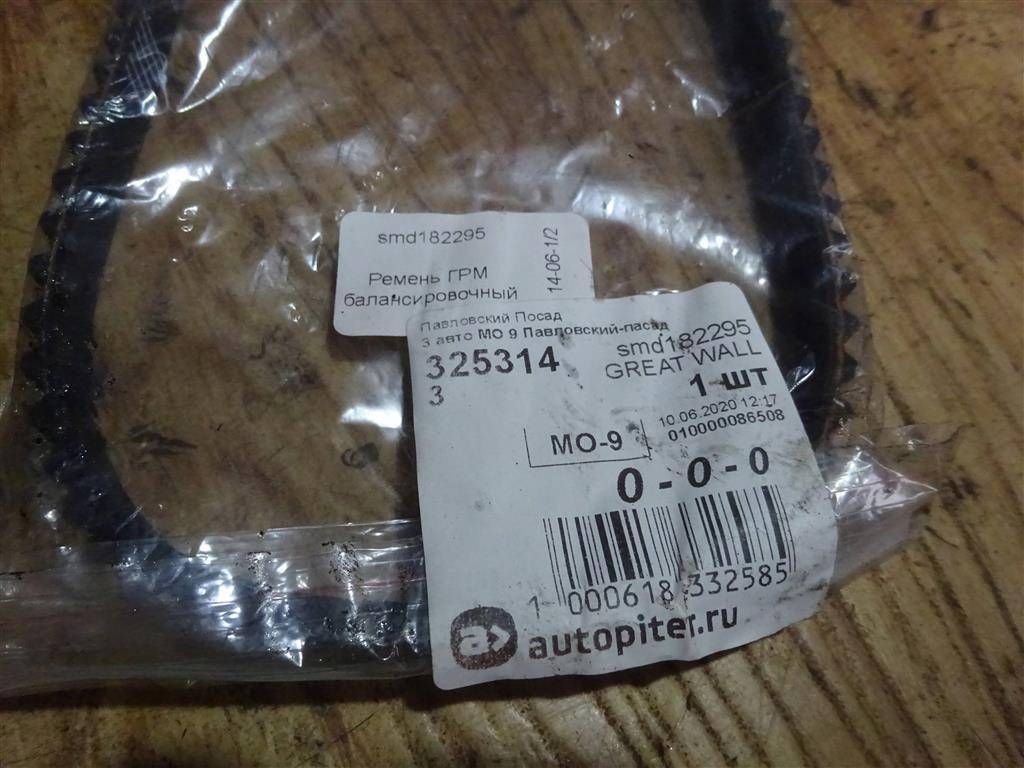 smd182295
14-06-1/2
Ремень ГРМ
балансировочный
Павловский Посад
3 авто МО 9 Павловский-пасад
325314
3
smd182295
GREAT WALL
1 шт
10.06.2020 12:17
010000086508
МО-9
0 - 0 - 0
1 000618 332585
a>
autopiter.ru